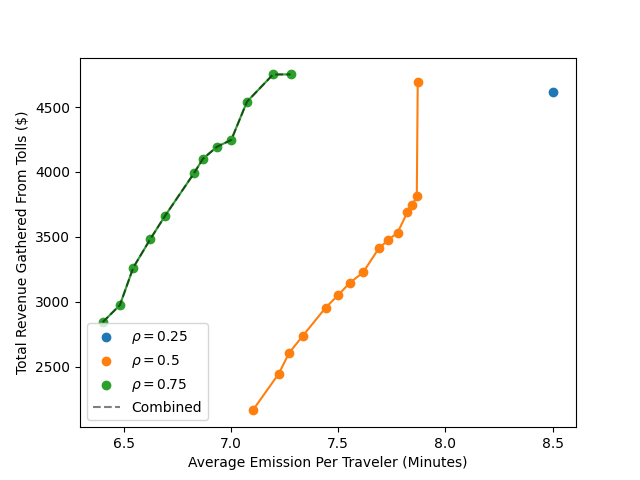 4500
4000
3500
3000
2500
Total Revenue Gathered From Tolls ($)
ρ = 0.25
ρ = 0.5
ρ = 0.75
Combined
6.5 7.0 7.5 8.0 8.5
Average Emission Per Traveler (Minutes)